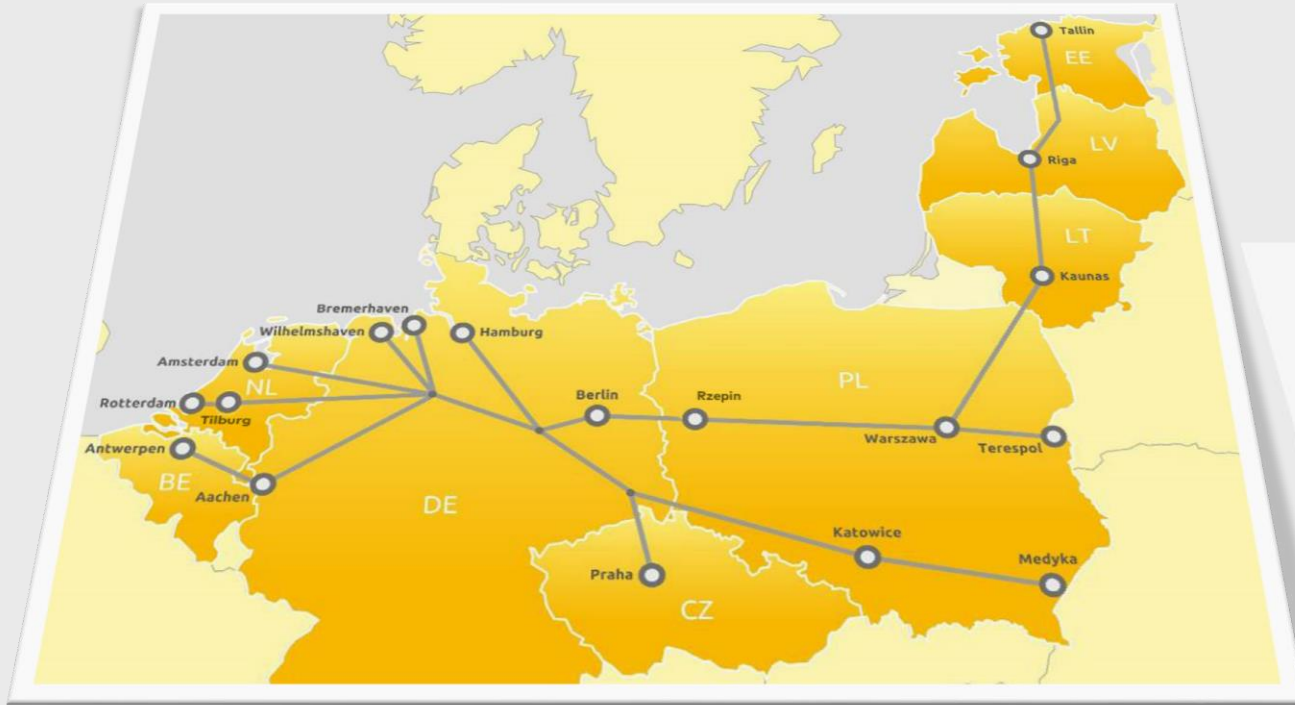 Tallin
EE
LV
Riga
LT
Kaunas
Bremerhaven
Wilhelmshaven
Hamburg
Amsterdam
NL
PL
Rotterdam
Tilburg
Berlin
Rzepin
Warszawa
Terespol
Antwerpen
BE
Aachen
DE
Katowice
Medyka
Praha
CZ